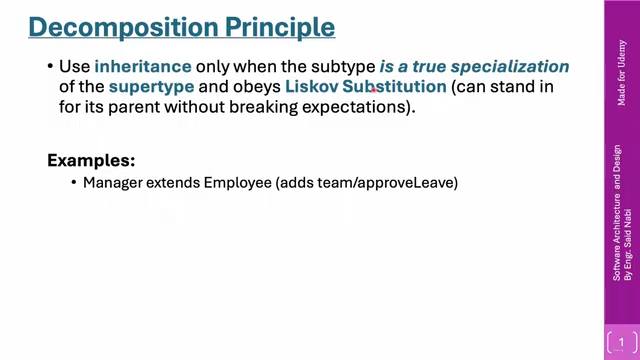 Decomposition Principle
• Use inheritance only when the subtype is a true specialization
of the supertype and obeys Liskov Substitution (can stand in
for its parent without breaking expectations).
Examples:
• Manager extends Employee (adds team/approveLeave)
Made for Udemy
Software Architecture and Design
By Engr. Said Nabi
1